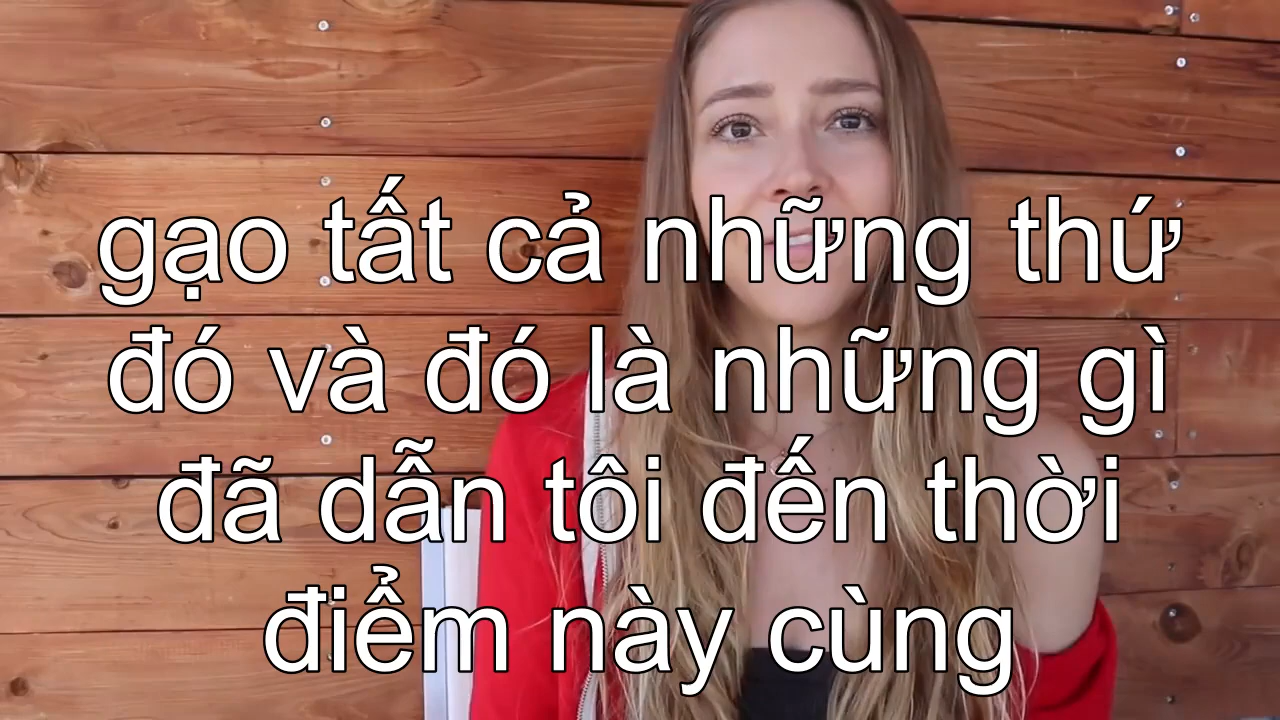 gạo tất cả những thứ
đó và đó là những gì
đã dẫn tôi đến thời
điểm này cùng